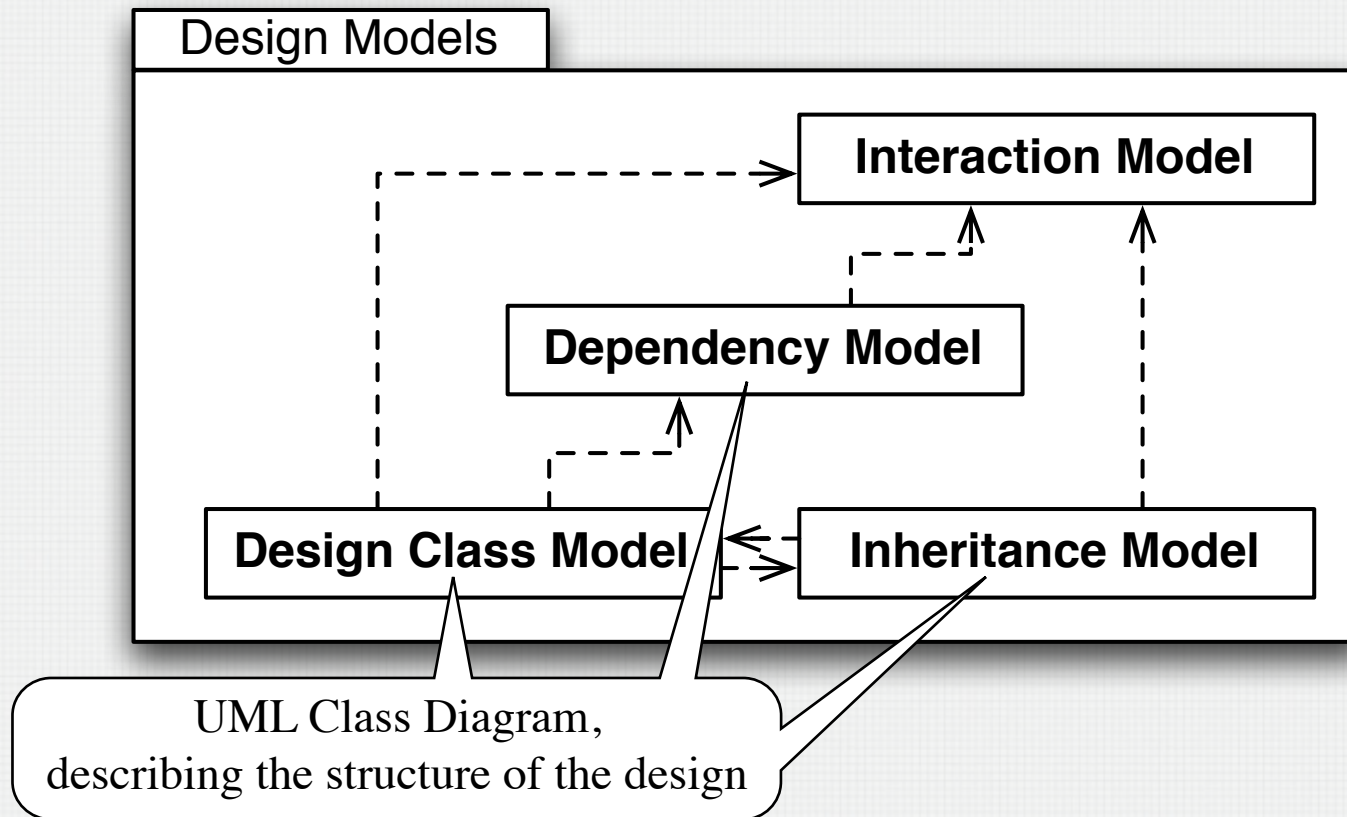 Design Models
Interaction Model
Dependency Model
Design Class Model
Inheritance Model
UML Class Diagram,
describing the structure of the design